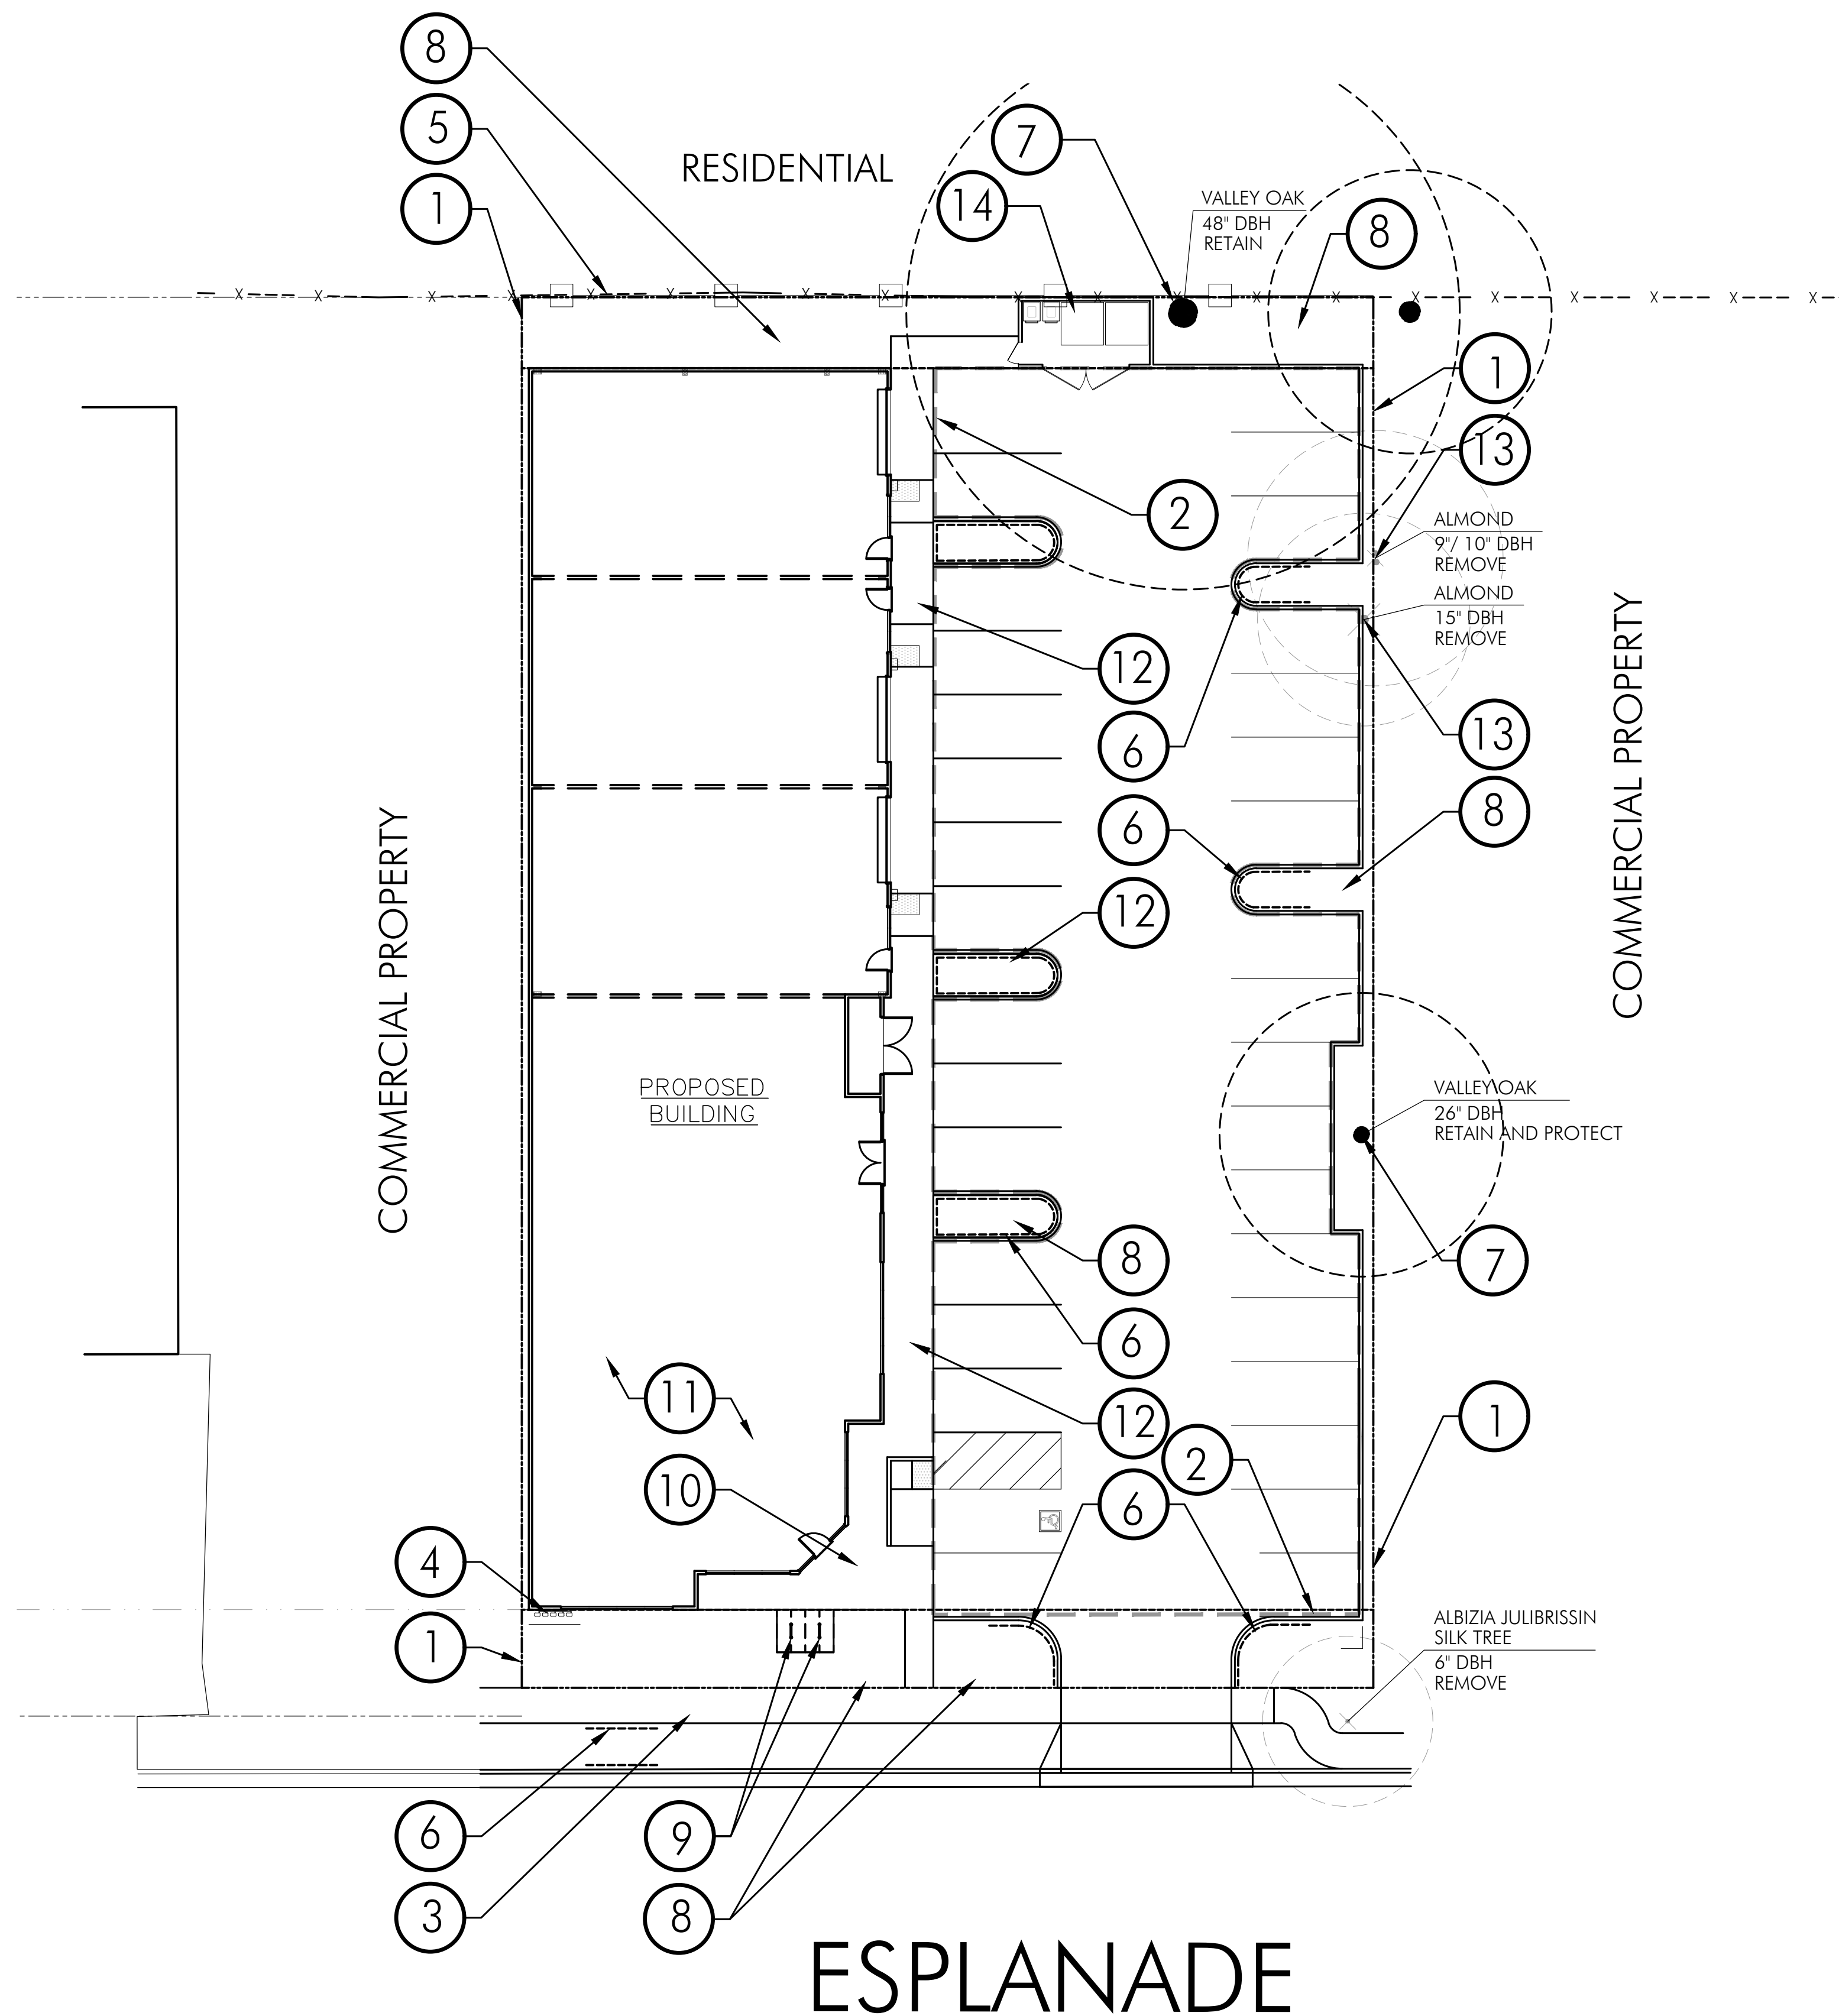 8
5
RESIDENTIAL
7
1
14
VALLEY OAK
48" DBH
RETAIN
8
X X X X X X X X X X X X X X X X X X X
1
13
2
ALMOND
9"/ 10" DBH
REMOVE
ALMOND
15" DBH
REMOVE
12
6
13
6
8
12
COMMERCIAL PROPERTY
COMMERCIAL PROPERTY
PROPOSED
BUILDING
VALLEY OAK
26" DBH
RETAIN AND PROTECT
8
7
6
11
12
1
2
10
6
4
1
ALBIZIA JULIBRISSIN
SILK TREE
6" DBH
REMOVE
6
9
3
8
ESPLANADE